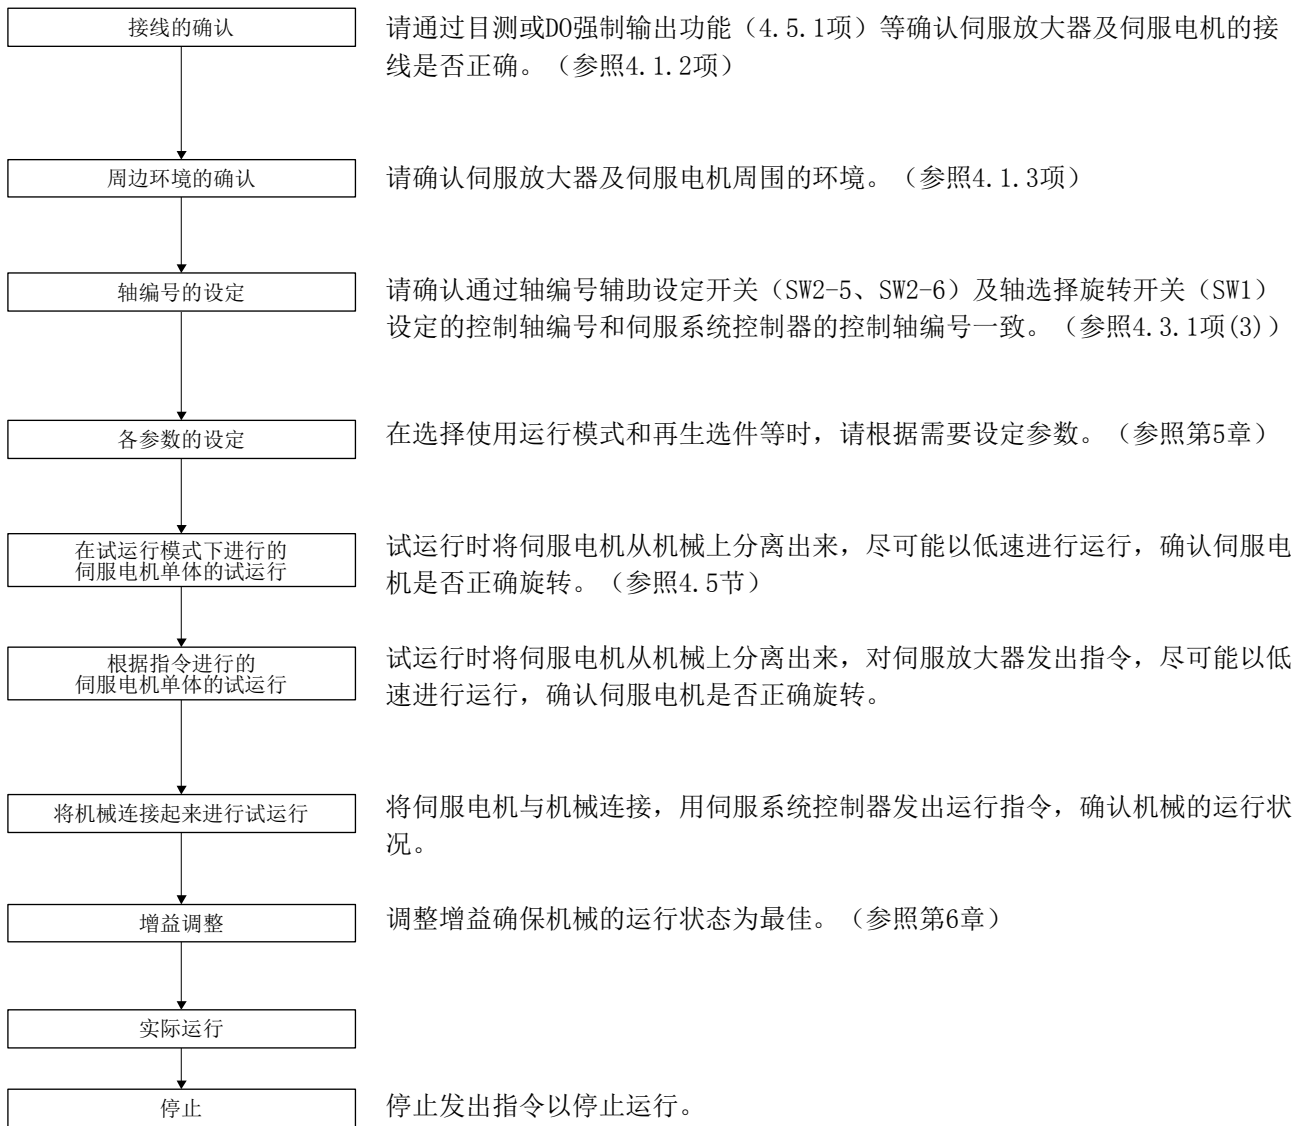 接线的确认
请通过目测或DO强制输出功能（4.5.1项）等确认伺服放大器及伺服电机的接
线是否正确。（参照4.1.2项）
周边环境的确认
请确认伺服放大器及伺服电机周围的环境。（参照4.1.3项）
轴编号的设定
请确认通过轴编号辅助设定开关（SW2-5、SW2-6）及轴选择旋转开关（SW1）
设定的控制轴编号和伺服系统控制器的控制轴编号一致。（参照4.3.1项(3)）
各参数的设定
在选择使用运行模式和再生选件等时，请根据需要设定参数。（参照第5章）
在试运行模式下进行的
伺服电机单体的试运行
试运行时将伺服电机从机械上分离出来，尽可能以低速进行运行，确认伺服电
机是否正确旋转。（参照4.5节）
根据指令进行的
伺服电机单体的试运行
试运行时将伺服电机从机械上分离出来，对伺服放大器发出指令，尽可能以低
速进行运行，确认伺服电机是否正确旋转。
将机械连接起来进行试运行
将伺服电机与机械连接，用伺服系统控制器发出运行指令，确认机械的运行状
况。
增益调整
调整增益确保机械的运行状态为最佳。（参照第6章）
实际运行
停止
停止发出指令以停止运行。